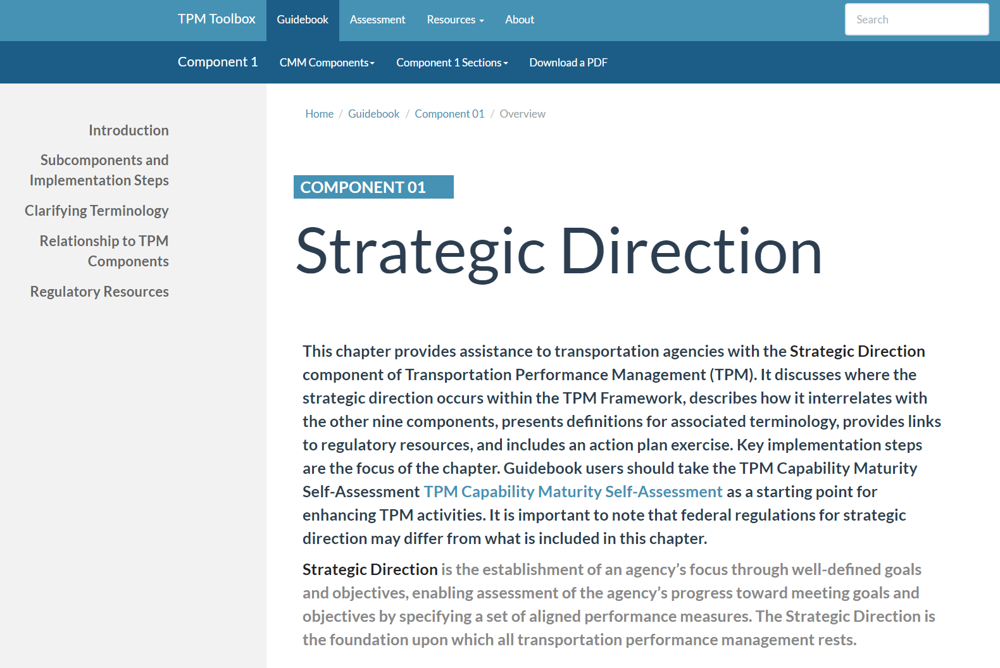 TPM Toolbox Guidebook Assessment Resources About Search
Component 1 CMM Components Component 1 Sections Download a PDF
Introduction
Subcomponents and
Implementation Steps
Clarifying Terminology
Relationship to TPM
Components
Regulatory Resources
Home / Guidebook / Component 01 / Overview
COMPONENT 01
Strategic Direction
This chapter provides assistance to transportation agencies with the Strategic Direction
component of Transportation Performance Management (TPM). It discusses where the
strategic direction occurs within the TPM Framework, describes how it interrelates with
the other nine components, presents definitions for associated terminology, provides links
to regulatory resources, and includes an action plan exercise. Key implementation steps
are the focus of the chapter. Guidebook users should take the TPM Capability Maturity
Self-Assessment TPM Capability Maturity Self-Assessment as a starting point for
enhancing TPM activities. It is important to note that federal regulations for strategic
direction may differ from what is included in this chapter.
Strategic Direction is the establishment of an agency’s focus through well-defined goals
and objectives, enabling assessment of the agency’s progress toward meeting goals and
objectives by specifying a set of aligned performance measures. The Strategic Direction is
the foundation upon which all transportation performance management rests.